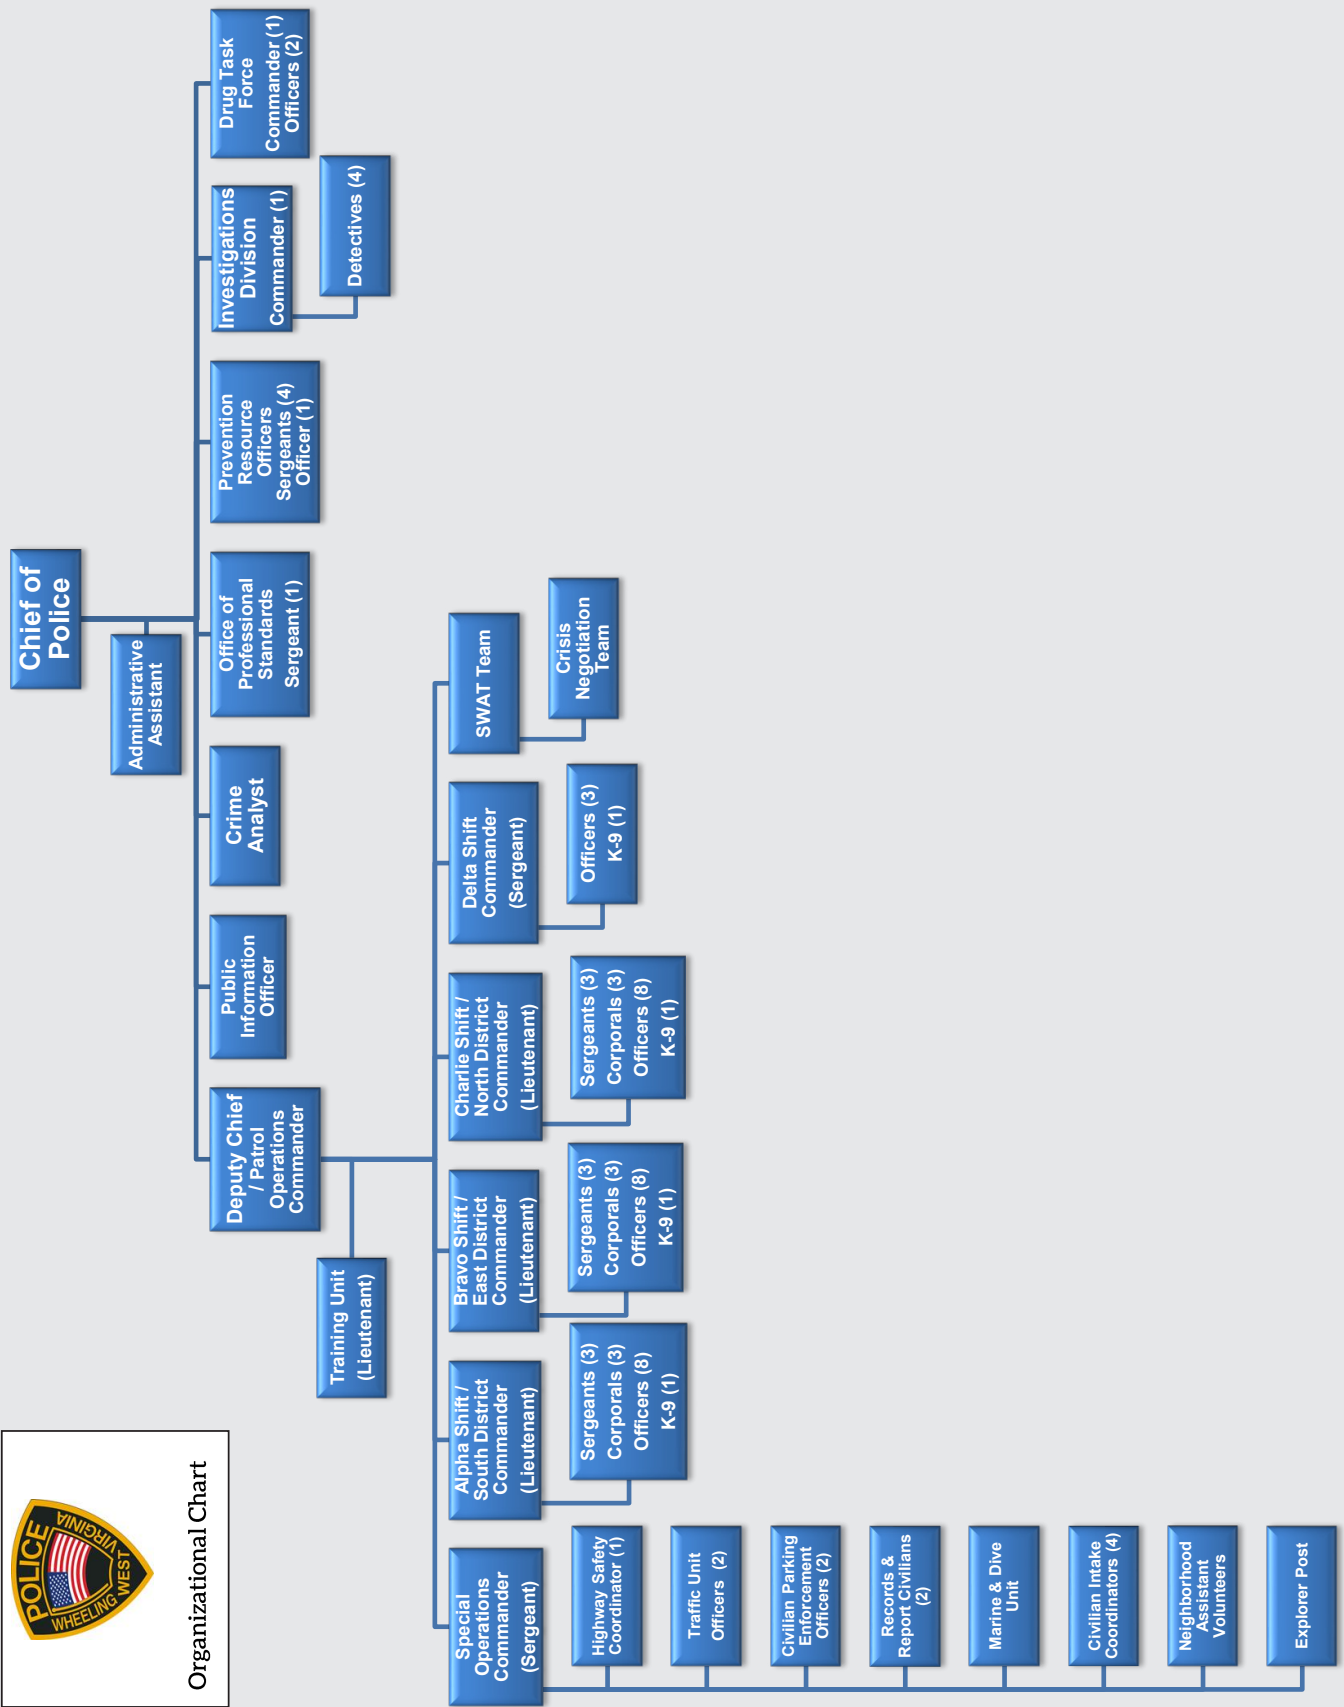 POLICE
WHEELING WEST VIRGINIA
Organizational Chart
Chief of
Police
Administrative
Assistant
Deputy Chief
/ Patrol
Operations
Commander
Public
Information
Officer
Crime
Analyst
Office of
Professional
Standards
Sergeant (1)
Prevention
Resource
Officers
Sergeants (4)
Officer (1)
Investigations
Division
Commander (1)
Detectives (4)
Drug Task
Force
Commander (1)
Officers (2)
Training Unit
(Lieutenant)
Special
Operations
Commander
(Sergeant)
Highway Safety
Coordinator (1)
Traffic Unit
Officers (2)
Civilian Parking
Enforcement
Officers (2)
Records &
Report Civilians
(2)
Marine & Dive
Unit
Civilian Intake
Coordinators (4)
Neighborhood
Assistant
Volunteers
Explorer Post
Alpha Shift /
South District
Commander
(Lieutenant)
Sergeants (3)
Corporals (3)
Officers (8)
K-9 (1)
Bravo Shift /
East District
Commander
(Lieutenant)
Sergeants (3)
Corporals (3)
Officers (8)
K-9 (1)
Charlie Shift /
North District
Commander
(Lieutenant)
Sergeants (3)
Corporals (3)
Officers (8)
K-9 (1)
Delta Shift
Commander
(Sergeant)
Officers (3)
K-9 (1)
SWAT Team
Crisis
Negotiation
Team